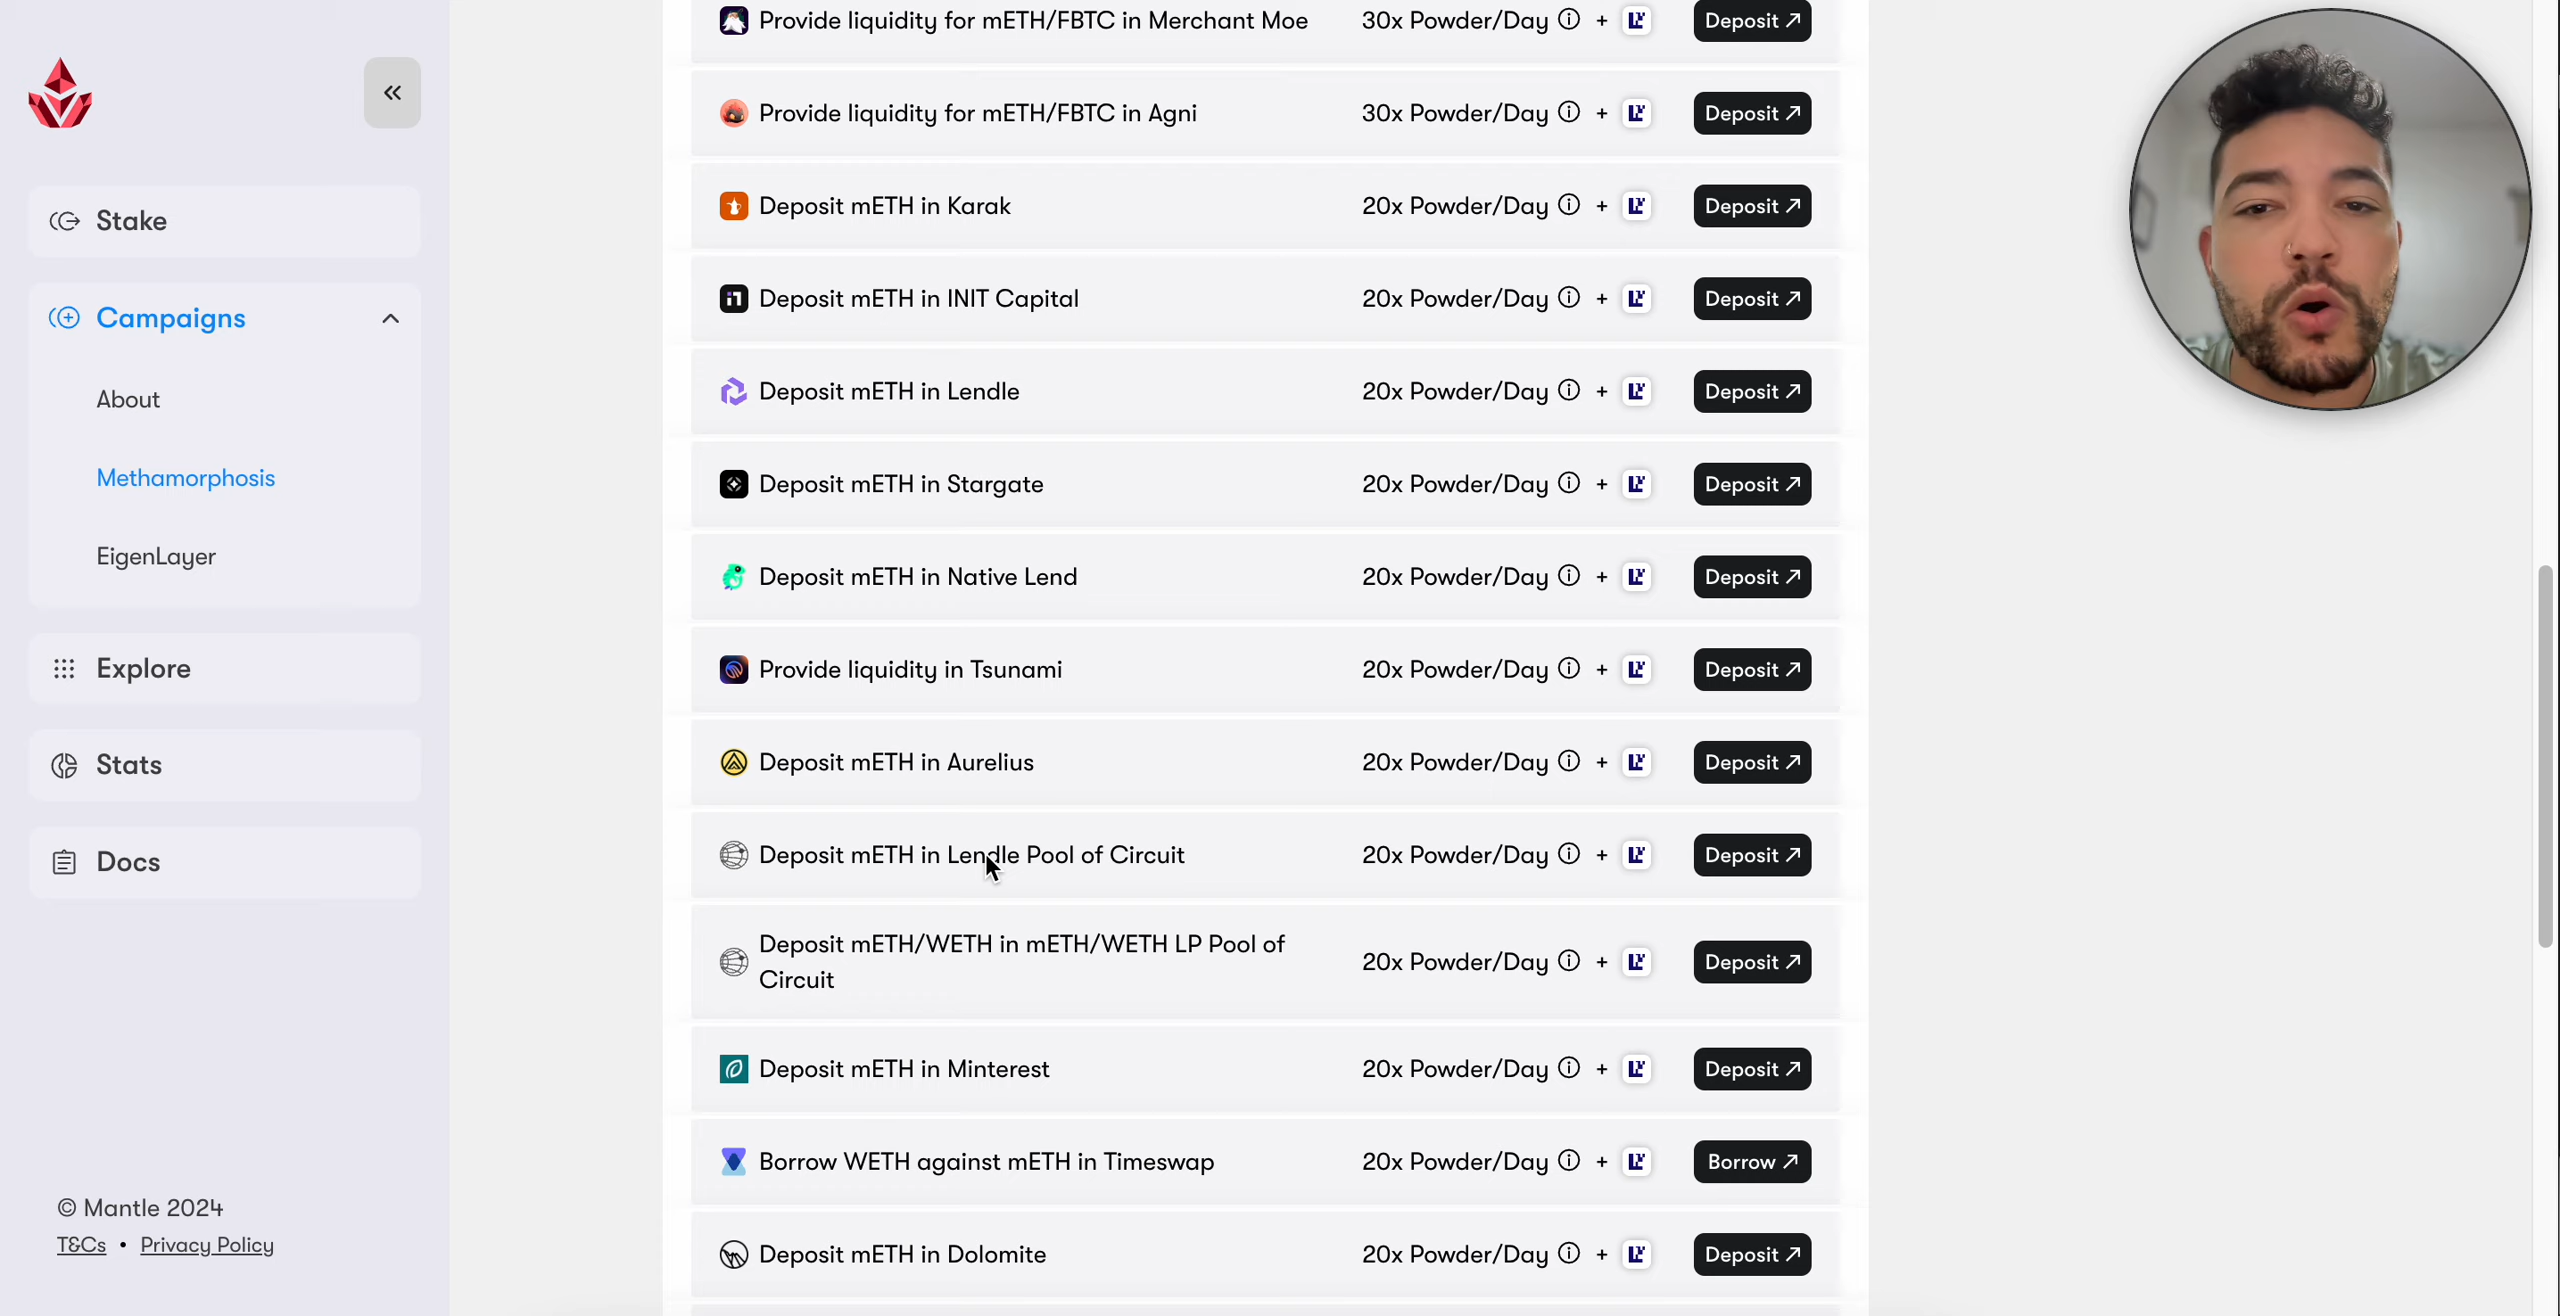 Stake
Campaigns
About
Methamorphosis
EigenLayer
Explore
Stats
Docs
© Mantle 2024
T&Cs • Privacy Policy
Provide liquidity for mETH/FBTC in Merchant Moe 30x Powder/Day + Deposit
Provide liquidity for mETH/FBTC in Agni 30x Powder/Day + Deposit
Deposit mETH in Karak 20x Powder/Day + Deposit
Deposit mETH in INIT Capital 20x Powder/Day + Deposit
Deposit mETH in Lendle 20x Powder/Day + Deposit
Deposit mETH in Stargate 20x Powder/Day + Deposit
Deposit mETH in Native Lend 20x Powder/Day + Deposit
Provide liquidity in Tsunami 20x Powder/Day + Deposit
Deposit mETH in Aurelius 20x Powder/Day + Deposit
Deposit mETH in Lendle Pool of Circuit 20x Powder/Day + Deposit
Deposit mETH/WETH in mETH/WETH LP Pool of
Circuit 20x Powder/Day + Deposit
Deposit mETH in Minterest 20x Powder/Day + Deposit
Borrow WETH against mETH in Timeswap 20x Powder/Day + Borrow
Deposit mETH in Dolomite 20x Powder/Day + Deposit